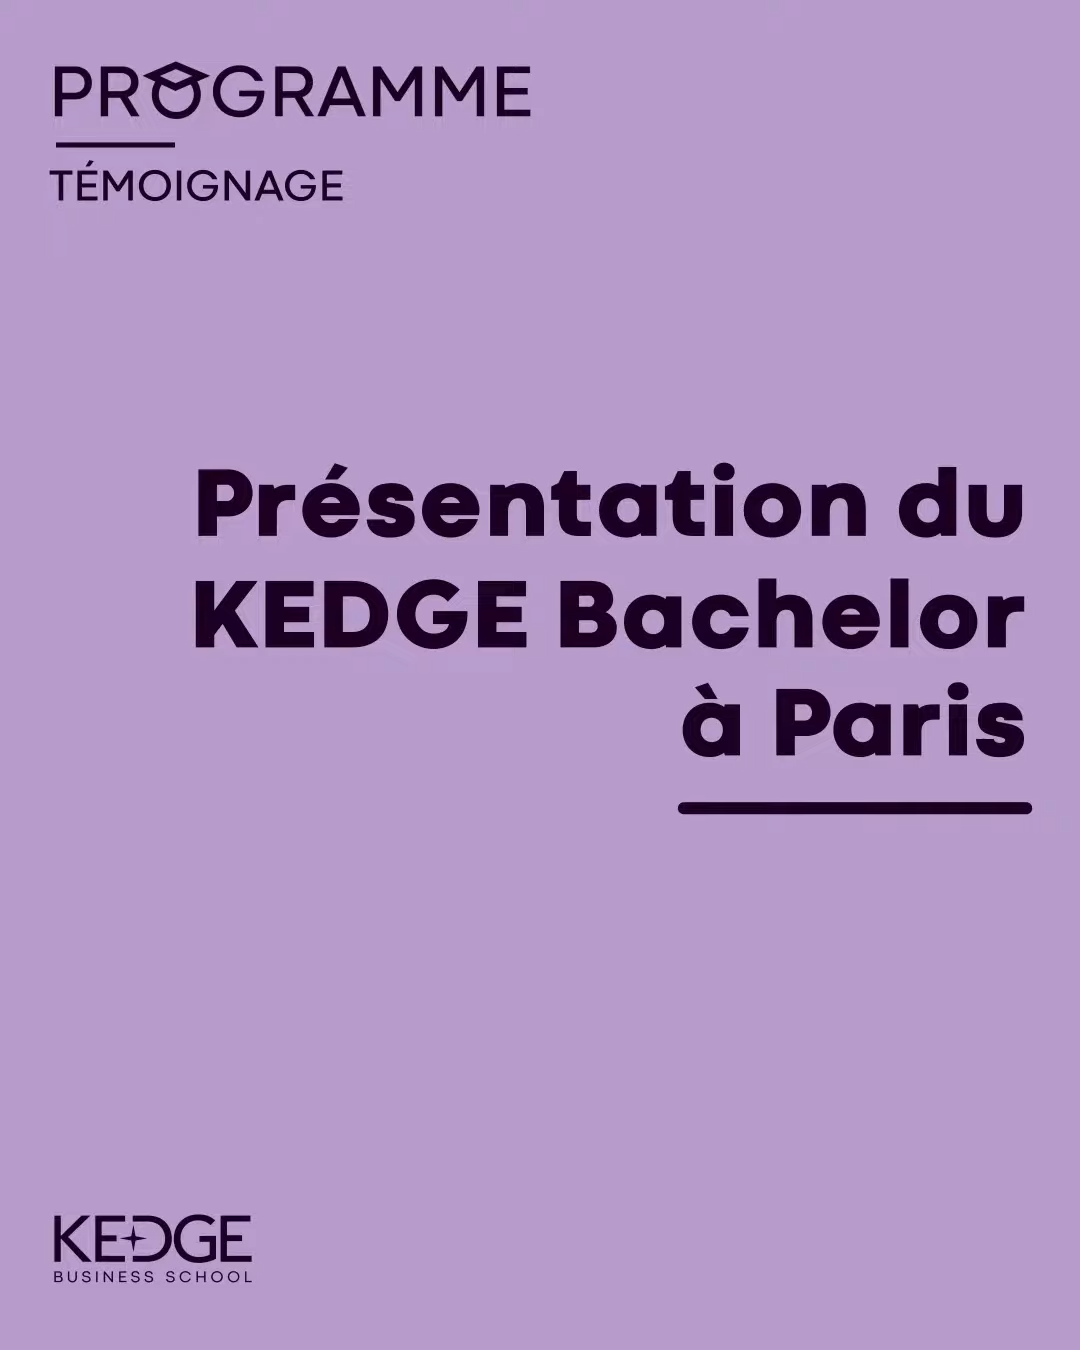 PROGRAMME
TÉMOIGNAGE
Présentation du
KEDGE Bachelor
à Paris
KEDGE
BUSINESS SCHOOL